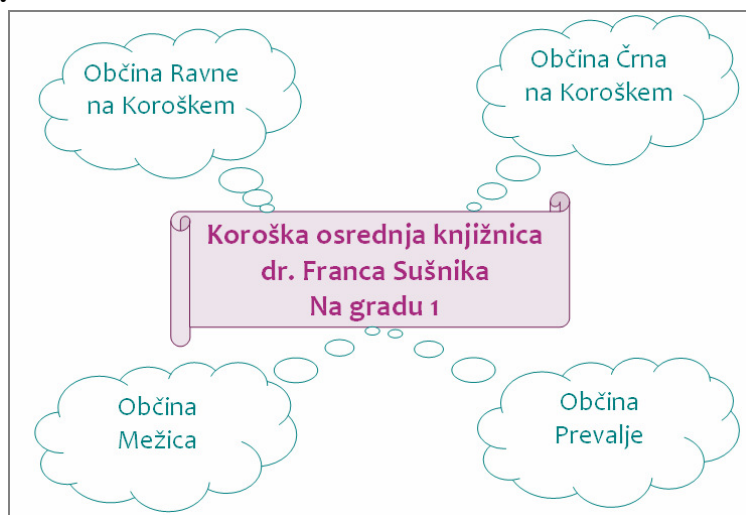 Občina Ravne
na Koroškem
Občina Črna
na Koroškem
Koroška osrednja knjižnica
dr. Franca Sušnika
Na gradu 1
Občina
Mežica
Občina
Prevalje